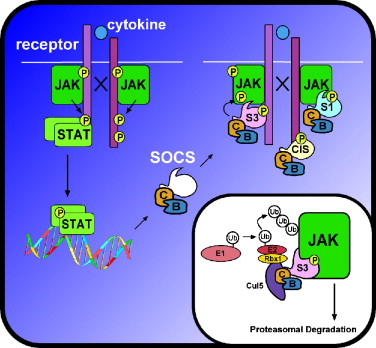 cytokine
receptor
P
P
P
JAK
JAK
JAK
JAK
P
P
P
P
S3
S1
STAT
P
C
B
C
B
P
CIS
C
B
SOCS
C
B
P
STAT
Ub
Ub
Ub
Ub
Ub
E1
E2
Rbx1
JAK
P
S3
Cul5
C
B
Proteasomal Degradation